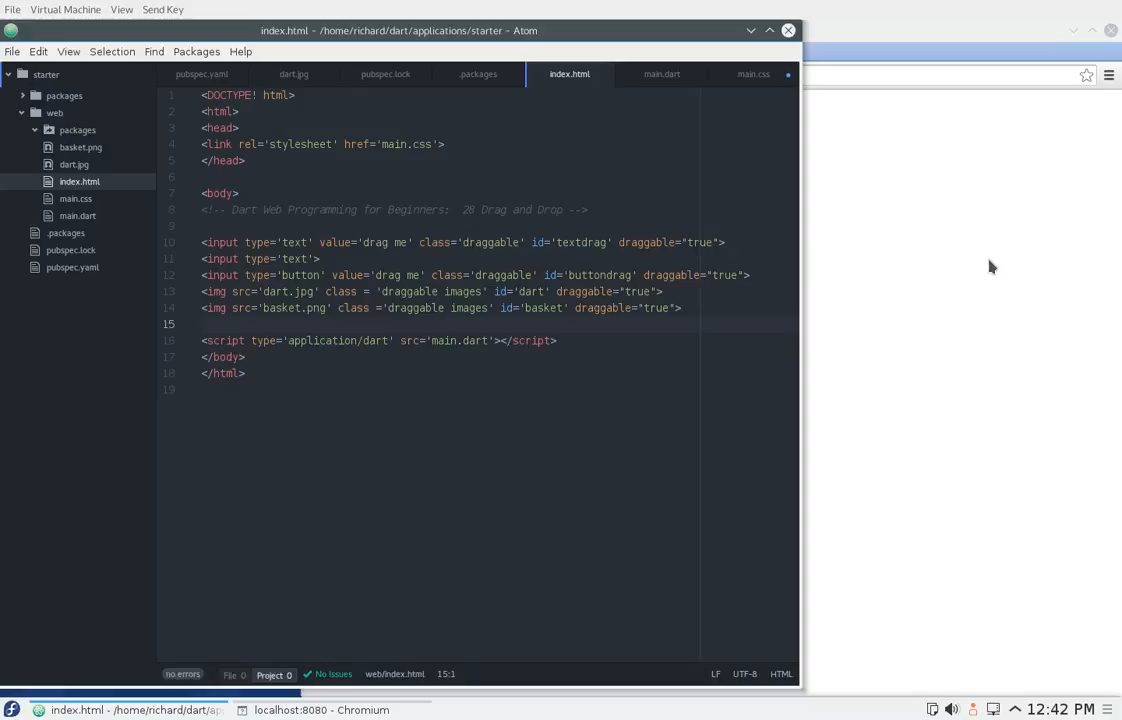 File Virtual Machine View Send Key
index.html - /home/richard/dart/applications/starter - Atom
File Edit View Selection Find Packages Help
starter
packages
web
packages
basket.png
dart.jpg
index.html
main.css
main.dart
.packages
pubspec.lock
pubspec.yaml
pubspec.yaml dart.jpg pubspec.lock .packages index.html main.dart main.css
1 <DOCTYPE! html>
2 <html>
3 <head>
4 <link rel='stylesheet' href='main.css'>
5 </head>
6
7 <body>
8 <!-- Dart Web Programming for Beginners:  28 Drag and Drop -->
9
10 <input type='text' value='drag me' class='draggable' id='textdrag' draggable="true">
11 <input type='text'>
12 <input type='button' value='drag me' class='draggable' id='buttondrag' draggable="true">
13 <img src='dart.jpg' class = 'draggable images' id='dart' draggable="true">
14 <img src='basket.png' class ='draggable images' id='basket' draggable="true">
15
16 <script type='application/dart' src='main.dart'></script>
17 </body>
18 </html>
19
no errors File 0 Project 0 No Issues web/index.html 15:1 LF UTF-8 HTML
index.html - /home/richard/dart/ap
localhost:8080 - Chromium
12:42 PM